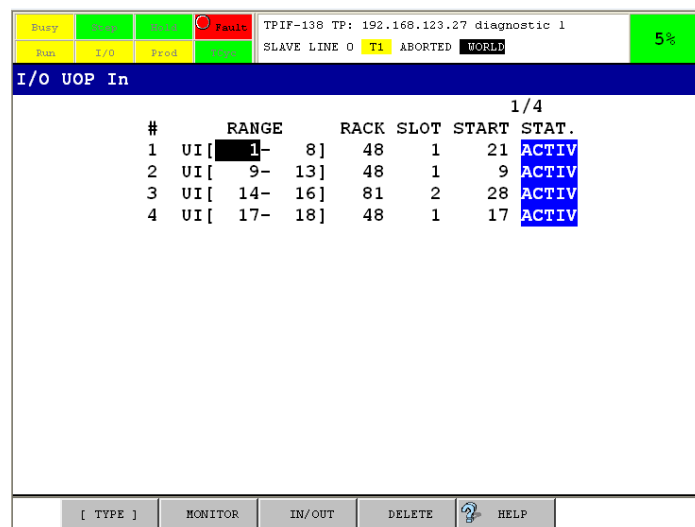 Busy Step Hold Fault TPIF-138 TP: 192.168.123.27 diagnostic 1
Run I/O Prod TCyc SLAVE LINE 0 T1 ABORTED WORLD 5%
I/O UOP In
1/4
# RANGE RACK SLOT START STAT.
1 UI[ 1- 8] 48 1 21 ACTIV
2 UI[ 9- 13] 48 1 9 ACTIV
3 UI[ 14- 16] 81 2 28 ACTIV
4 UI[ 17- 18] 48 1 17 ACTIV
[ TYPE ] MONITOR IN/OUT DELETE HELP